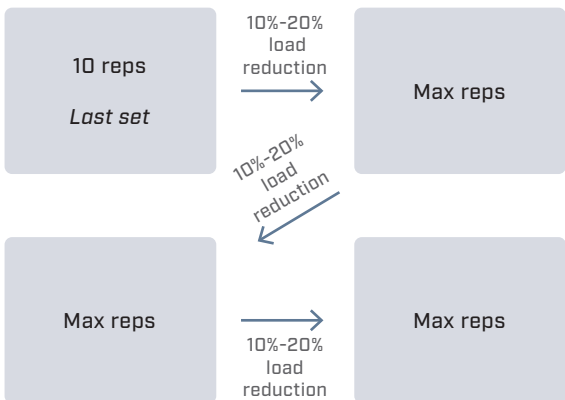 10 reps
Last set
10%-20%
load
reduction
Max reps
10%-20%
load
reduction
Max reps
10%-20%
load
reduction
Max reps